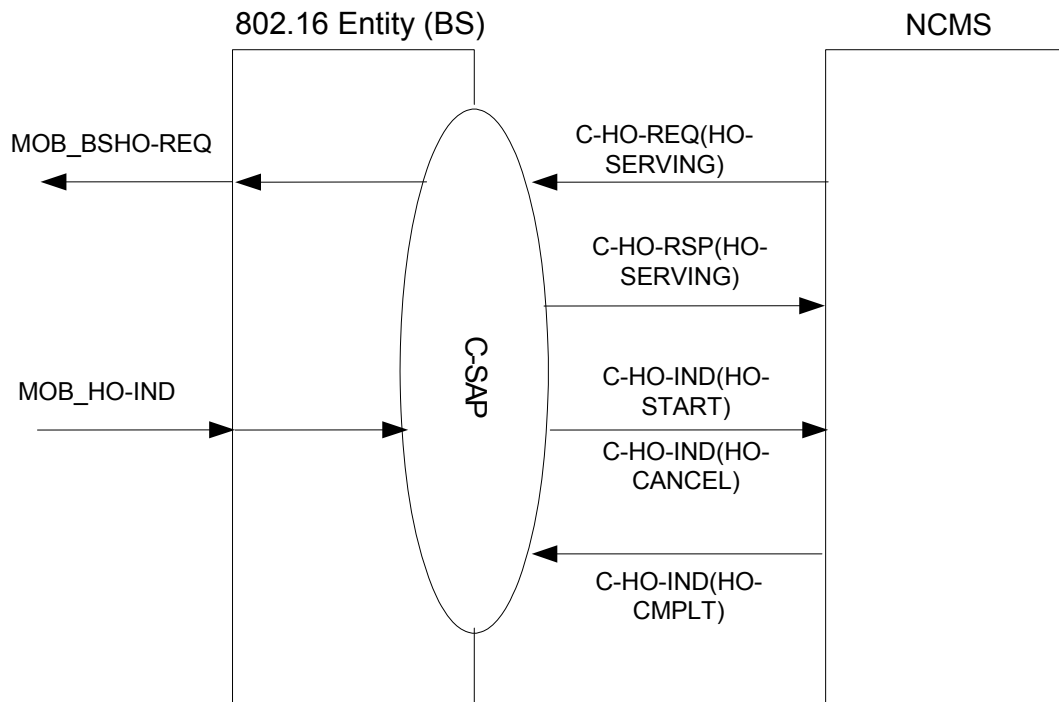 802.16 Entity (BS)
NCMS
MOB_BSHO-REQ
C-HO-REQ(HO-
SERVING)
C-HO-RSP(HO-
SERVING)
C-SAP
MOB_HO-IND
C-HO-IND(HO-
START)
C-HO-IND(HO-
CANCEL)
C-HO-IND(HO-
CMPLT)